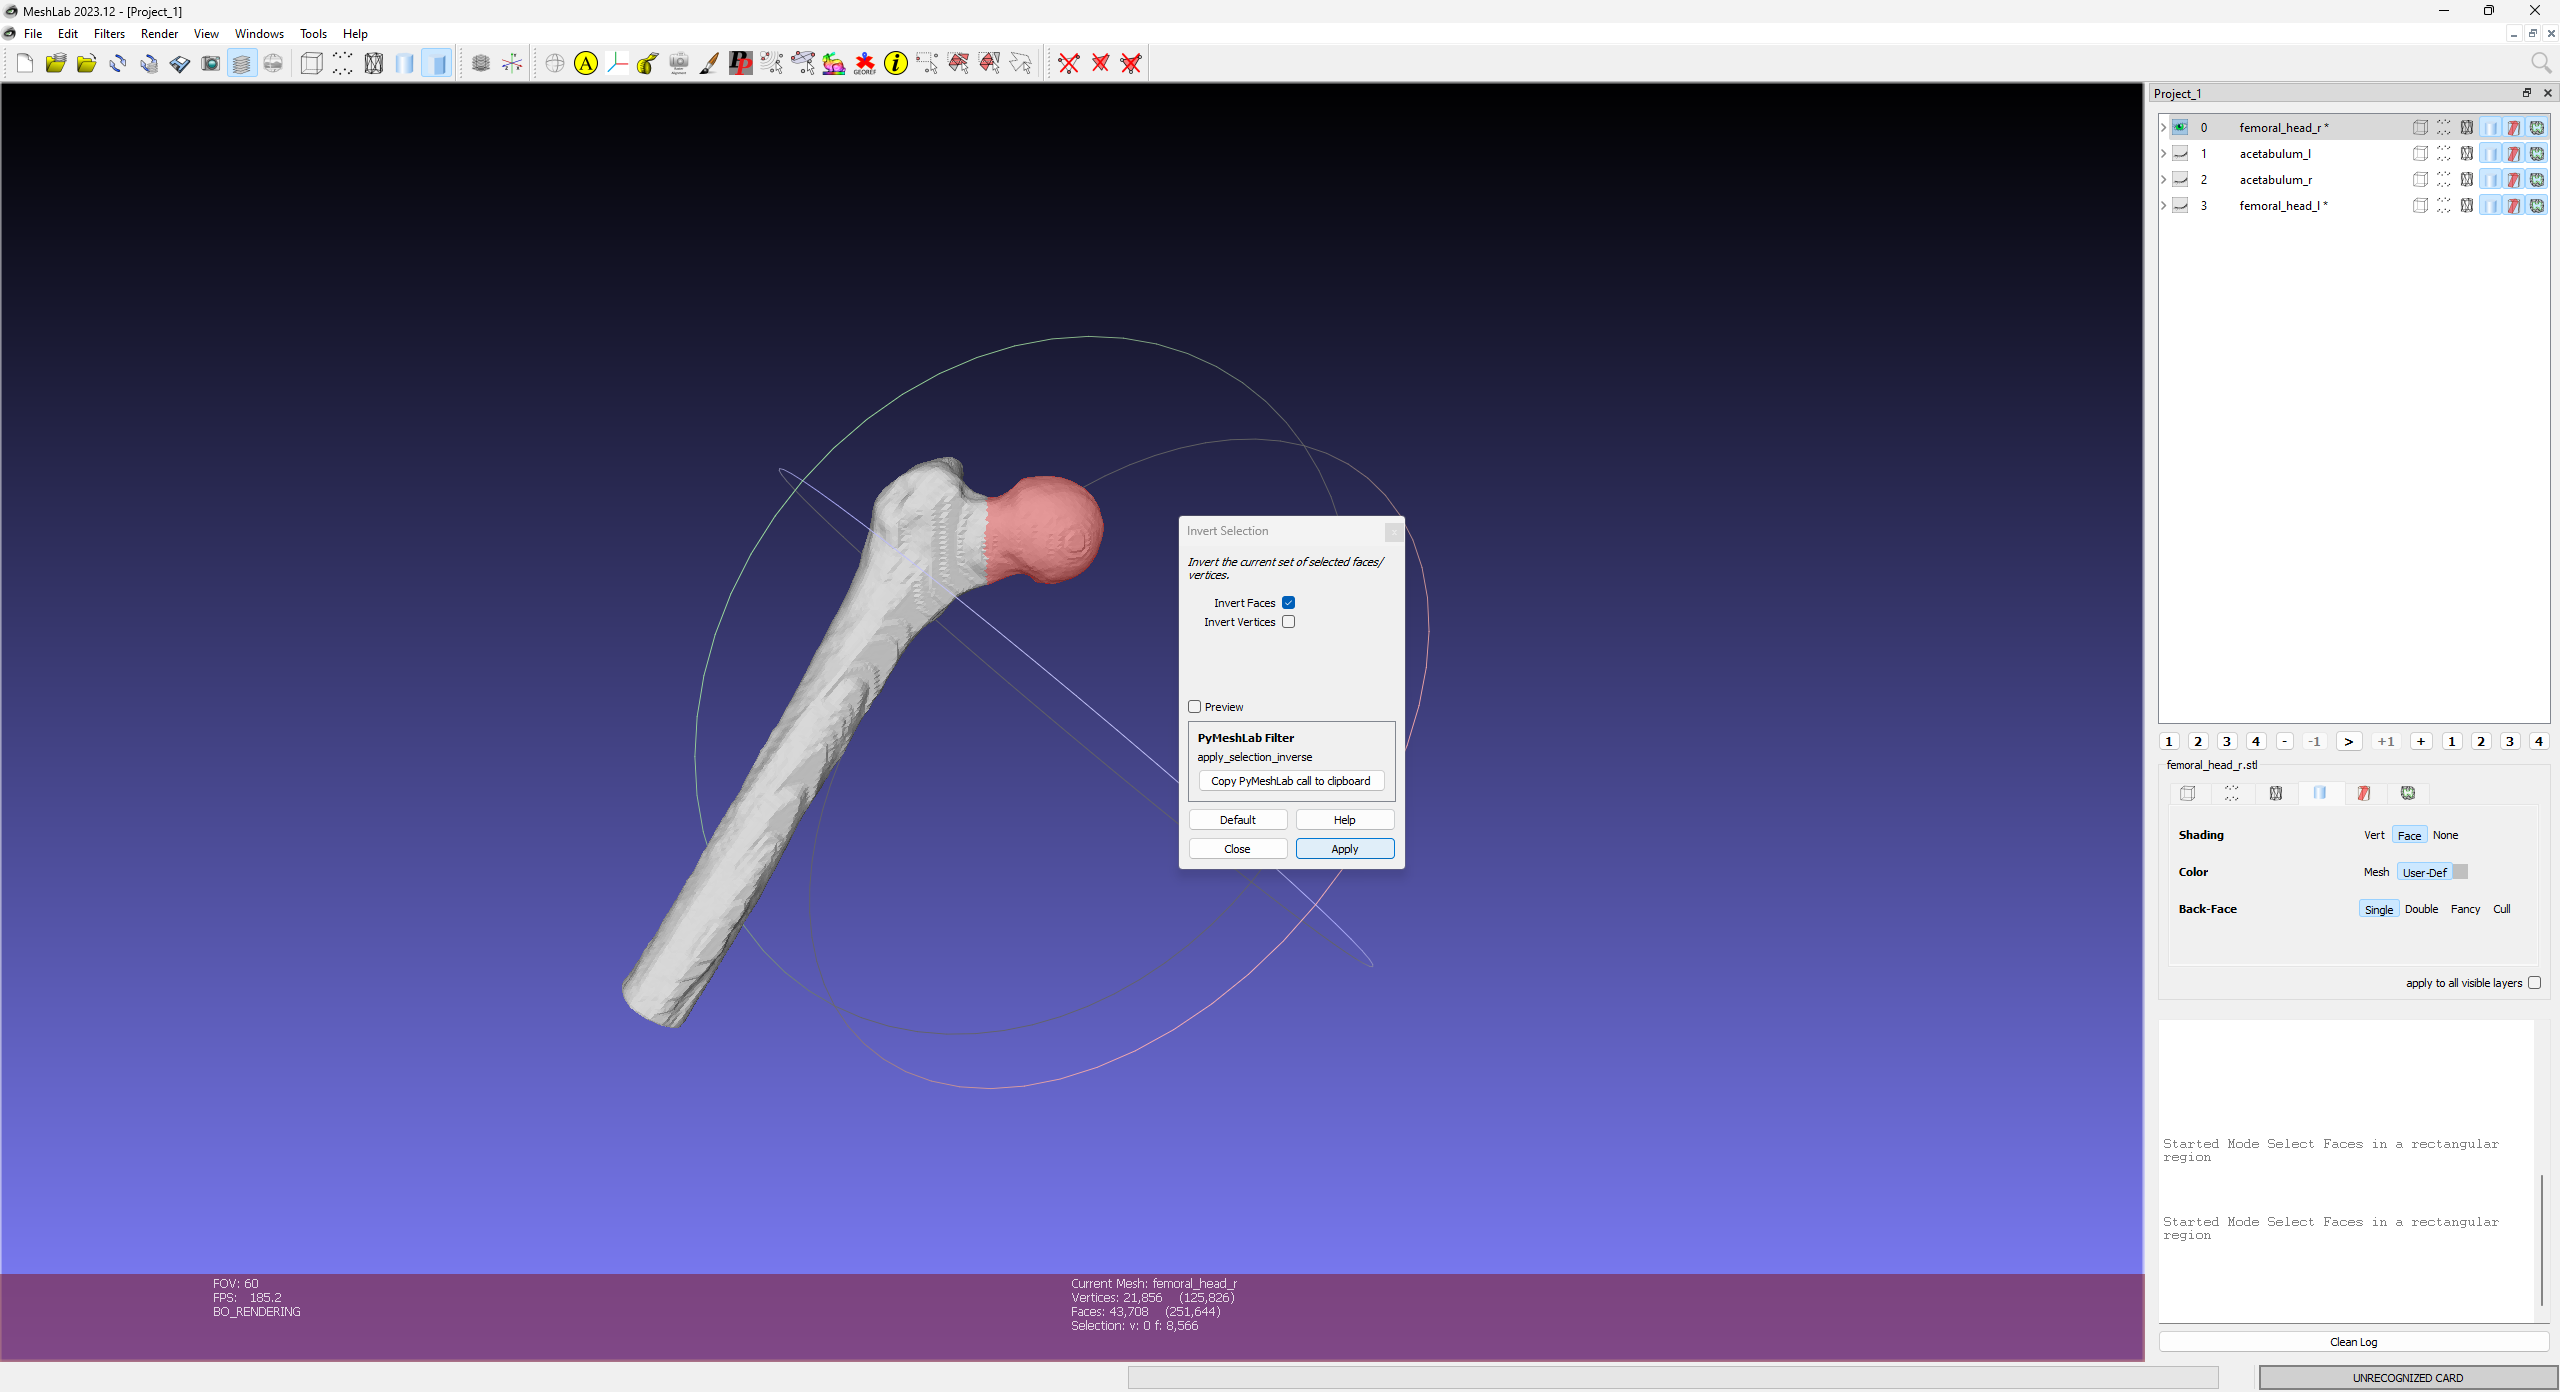 MeshLab 2023.12 - [Project_1]
File Edit Filters Render View Windows Tools Help
A
PP
GEOREF
i
Project_1
0 femoral_head_r *
1 acetabulum_l
2 acetabulum_r
3 femoral_head_l *
Invert Selection
Invert the current set of selected faces/
vertices.
Invert Faces
Invert Vertices
Preview
PyMeshLab Filter
apply_selection_inverse
Copy PyMeshLab call to clipboard
Default Help
Close Apply
1 2 3 4 - -1 > +1 + 1 2 3 4
femoral_head_r.stl
Shading Vert Face None
Color Mesh User-Def
Back-Face Single Double Fancy Cull
apply to all visible layers
Started Mode Select Faces in a rectangular
region
Started Mode Select Faces in a rectangular
region
Clean Log
FOV: 60
FPS: 185.2
BO_RENDERING
Current Mesh: femoral_head_r
Vertices: 21,856 (125,826)
Faces: 43,708 (251,644)
Selection: v: 0 f: 8,566
UNRECOGNIZED CARD